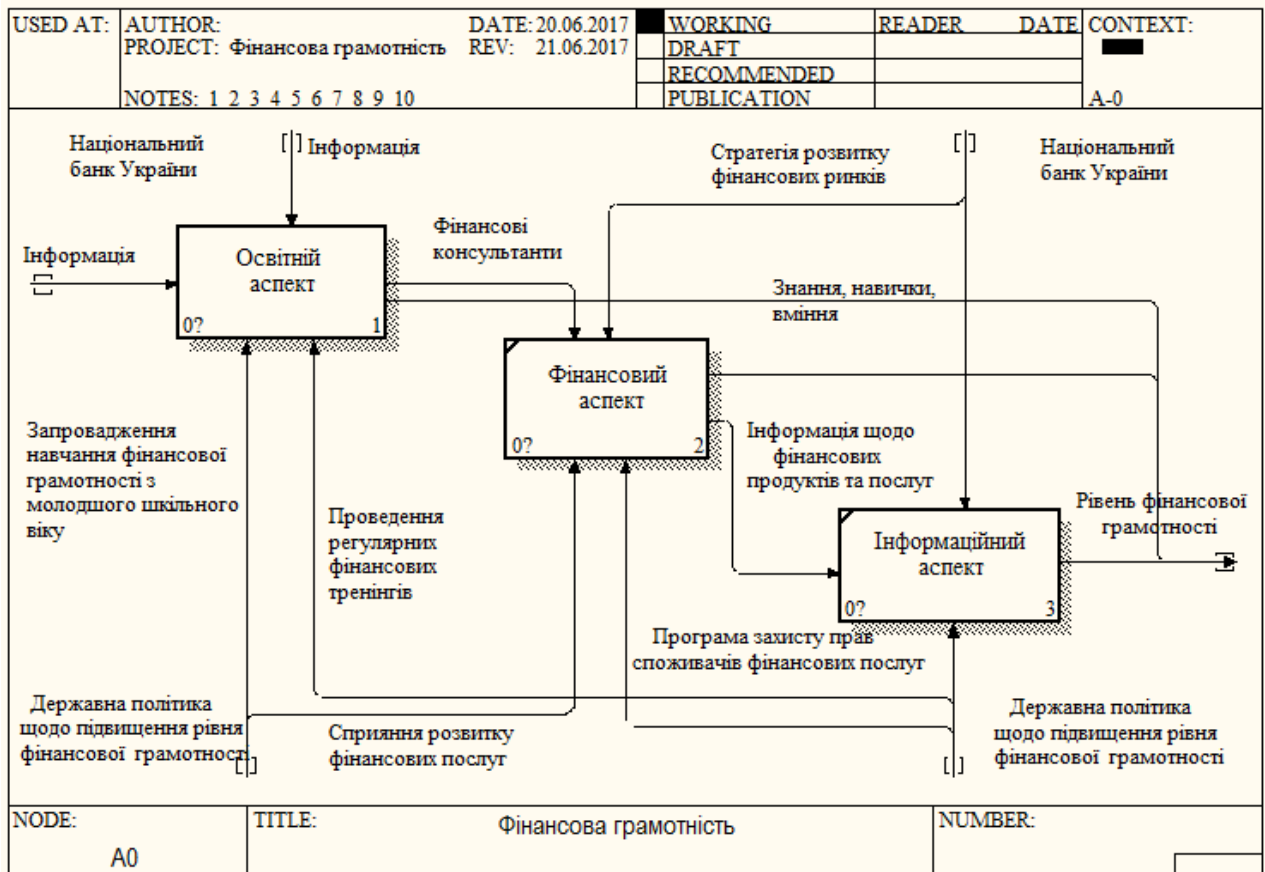 USED AT:
AUTHOR:
DATE: 20.06.2017
WORKING
READER
DATE
CONTEXT:
PROJECT: Фінансова грамотність
REV: 21.06.2017
DRAFT
RECOMMENDED
NOTES: 1 2 3 4 5 6 7 8 9 10
PUBLICATION
A-0
Національний
банк України
Інформація
Стратегія розвитку
фінансових ринків
Національний
банк України
Інформація
Освітній
аспект
0?
1
Фінансові
консультанти
Знання, навички,
вміння
Фінансовий
аспект
0?
2
Запровадження
навчання фінансової
грамотності з
молодшого шкільного
віку
Інформація щодо
фінансових
продуктів та послуг
Проведення
регулярних
фінансових
тренінгів
Рівень фінансової
грамотності
Інформаційний
аспект
0?
3
Програма захисту прав
споживачів фінансових послуг
Державна політика
щодо підвищення рівня
фінансової грамотності
Сприяння розвитку
фінансових послуг
Державна політика
щодо підвищення рівня
фінансової грамотності
NODE:
A0
TITLE:
Фінансова грамотність
NUMBER: